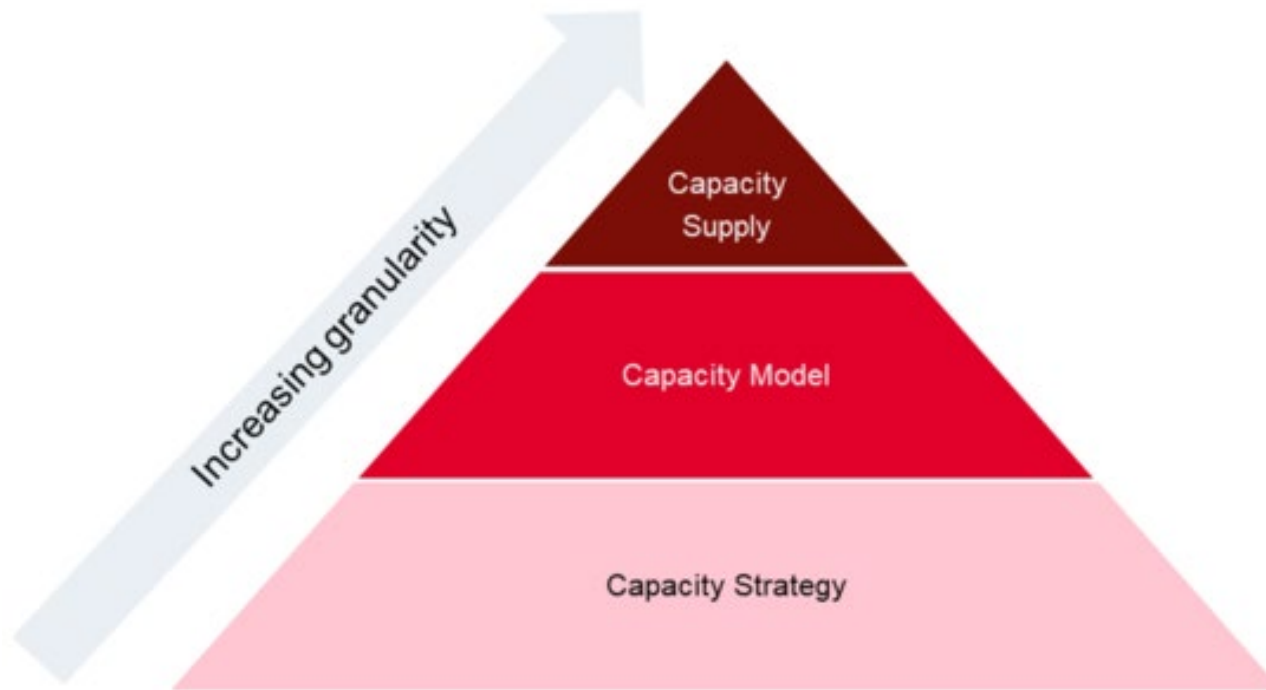 Increasing granularity
Capacity
Supply
Capacity Model
Capacity Strategy